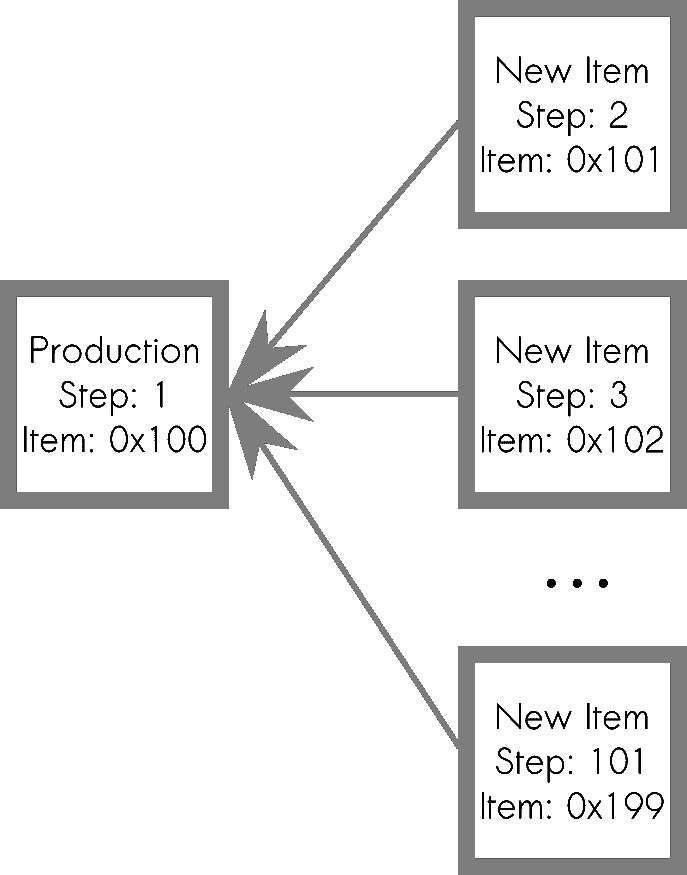 New Item
Step: 2
Item: 0x101
Production
Step: 1
Item: 0x100
New Item
Step: 3
Item: 0x102
...
New Item
Step: 101
Item: 0x199